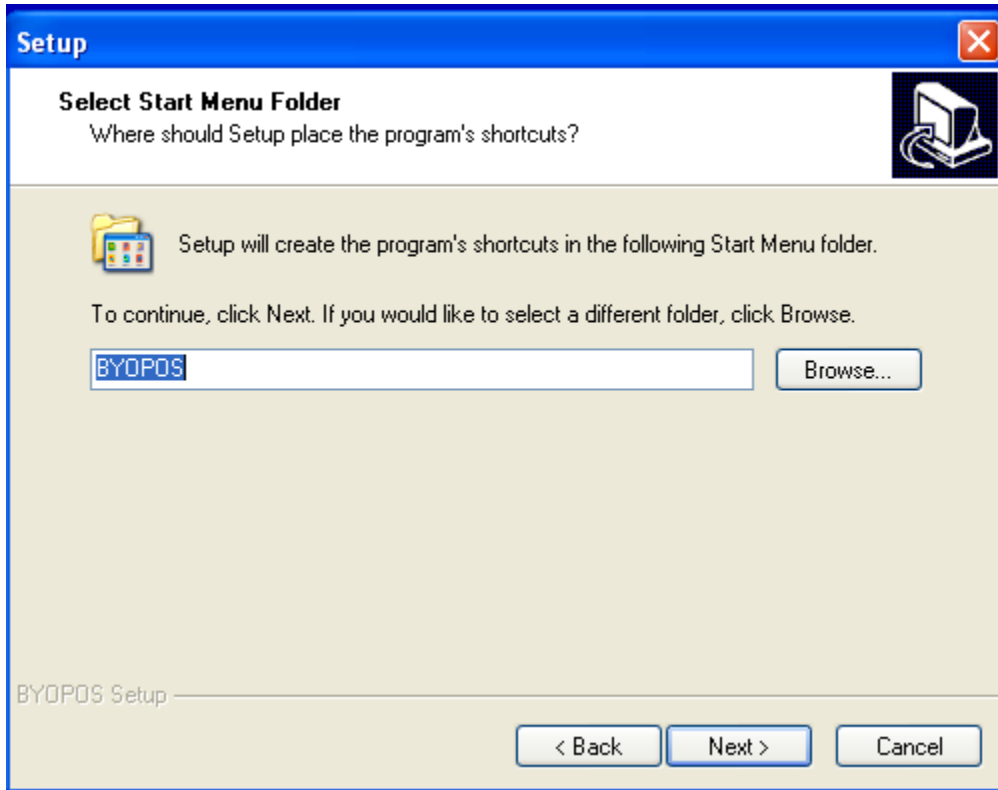 Setup
Select Start Menu Folder
Where should Setup place the program's shortcuts?
Setup will create the program's shortcuts in the following Start Menu folder.
To continue, click Next. If you would like to select a different folder, click Browse.
BYOPOS
Browse...
BYOPOS Setup
< Back
Next >
Cancel